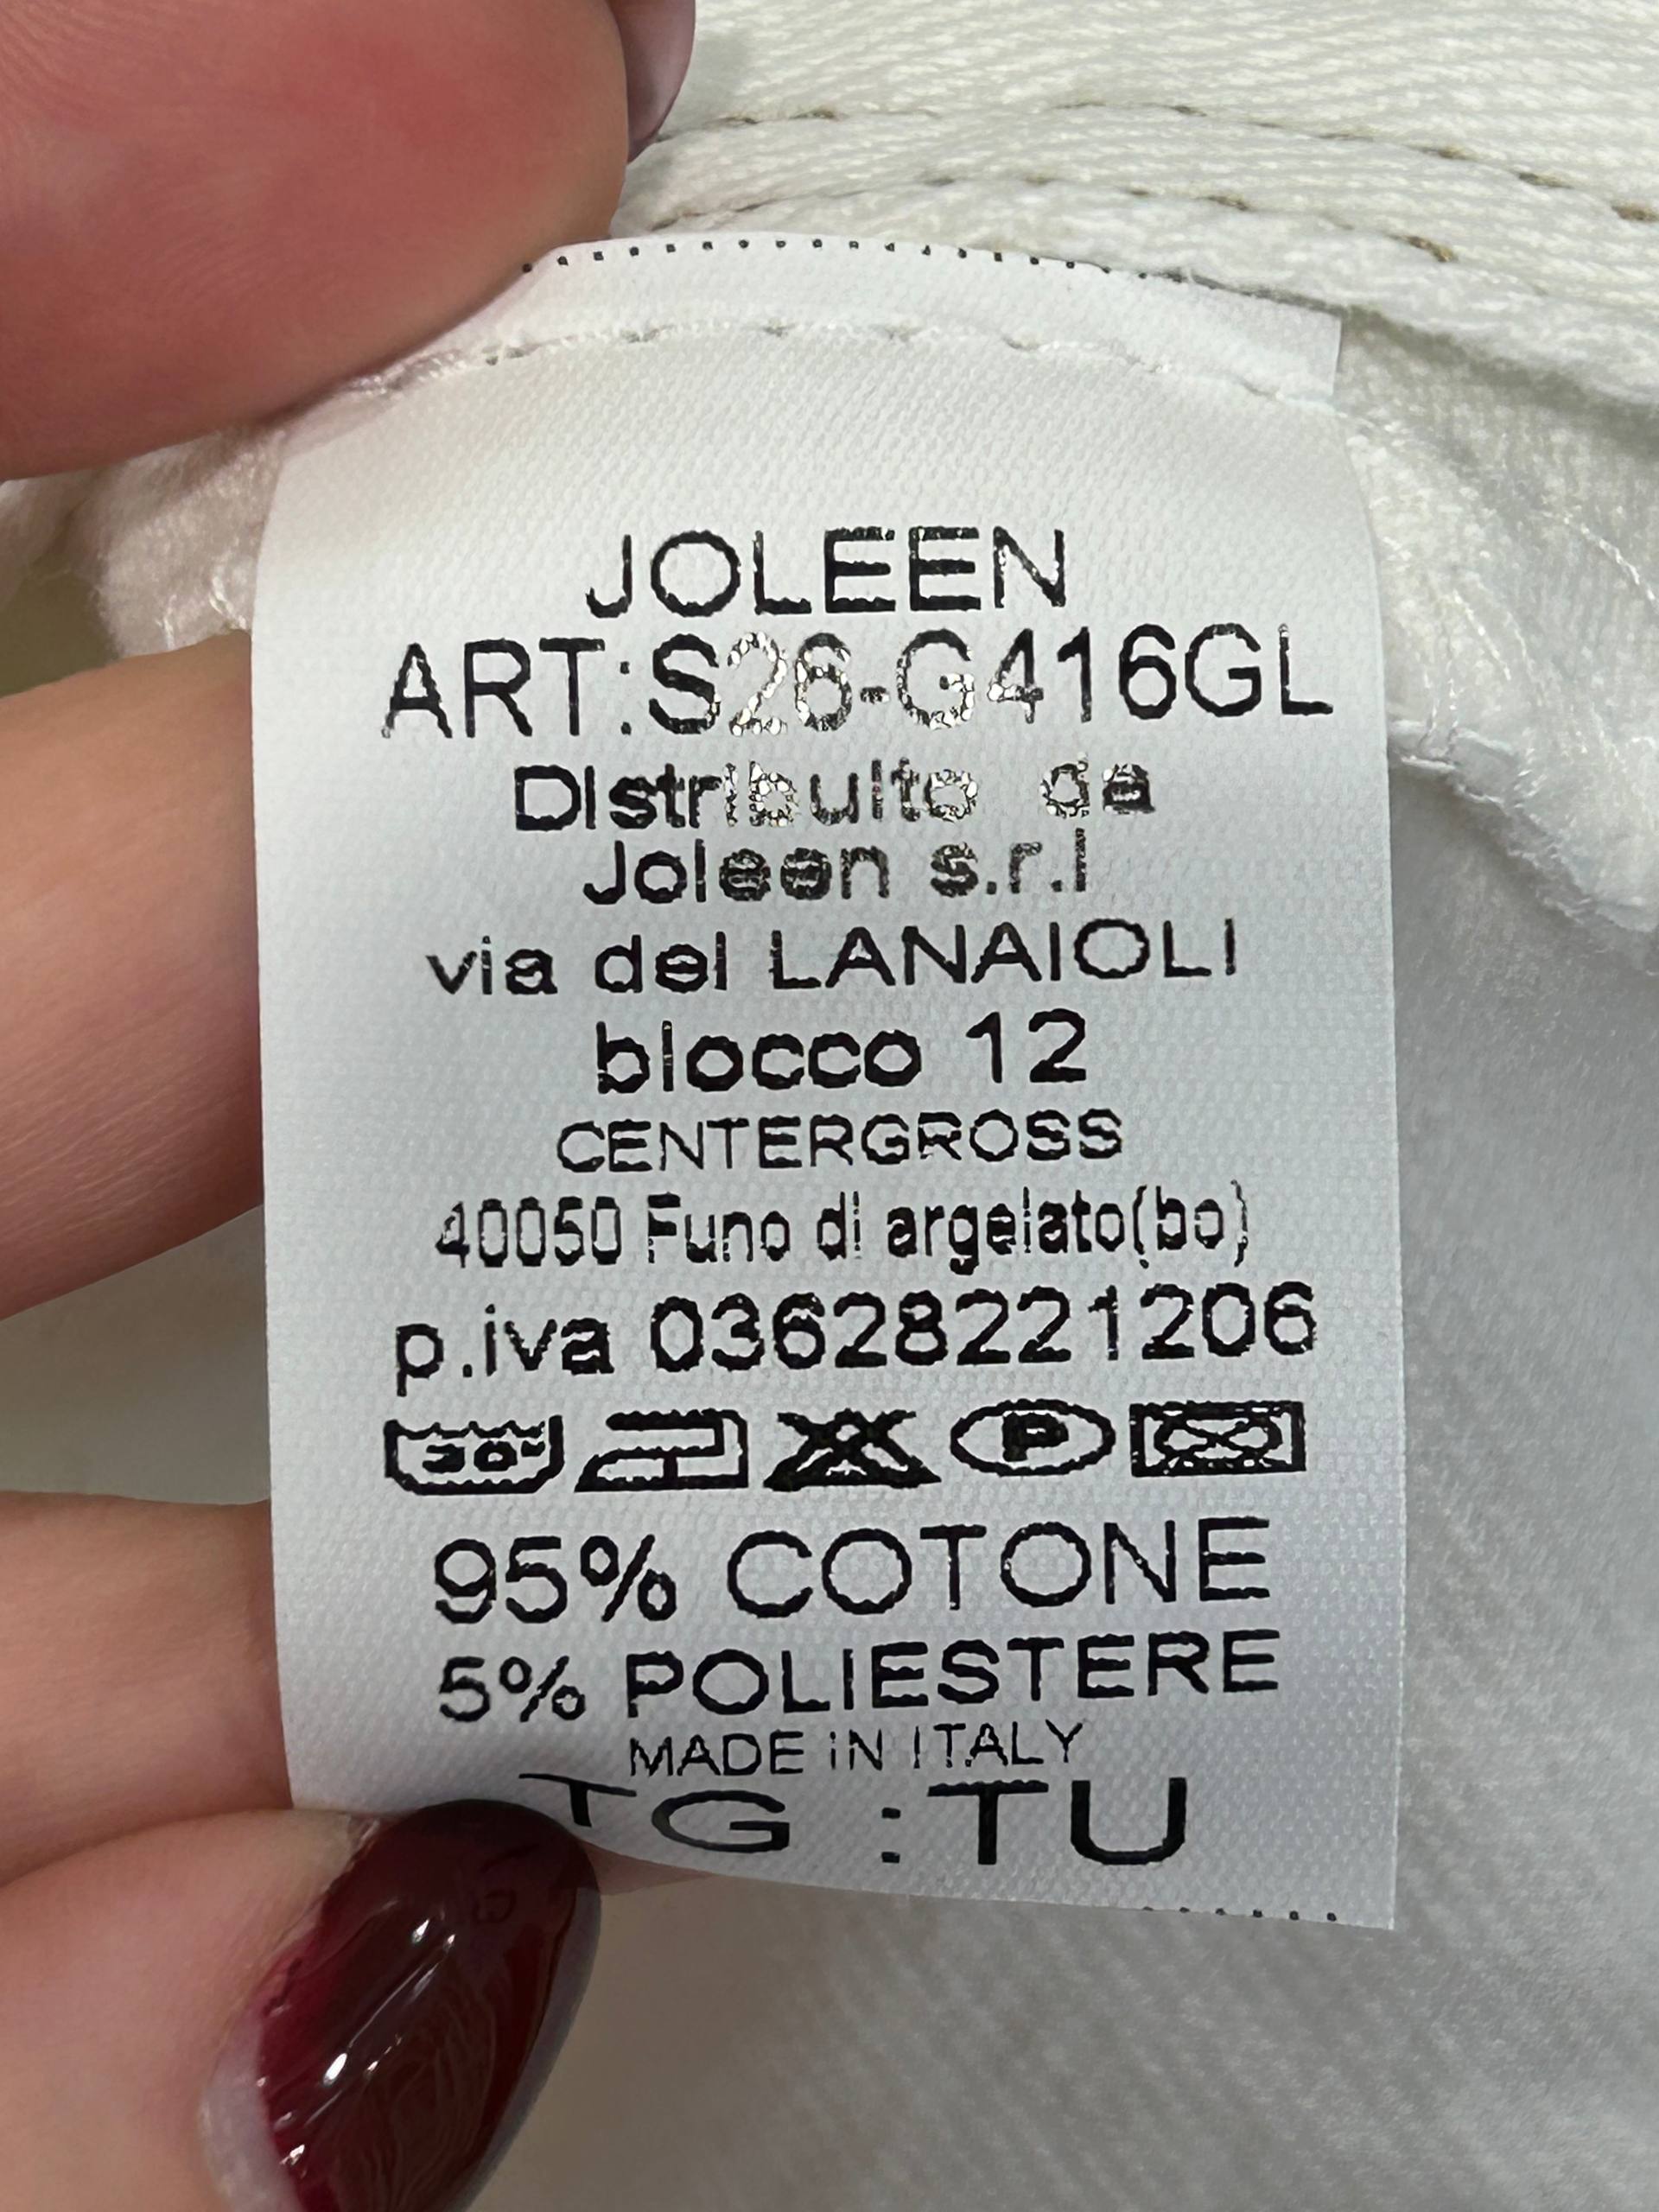 JOLEEN
ART:S26-G416GL
Distribuito da
Joleen s.r.l
via dei LANAIOLI
blocco 12
CENTERGROSS
40050 Funo di argelato(bo)
p.iva 03628221206
30° P
95% COTONE
5% POLIESTERE
MADE iN ITALY
TG :TU